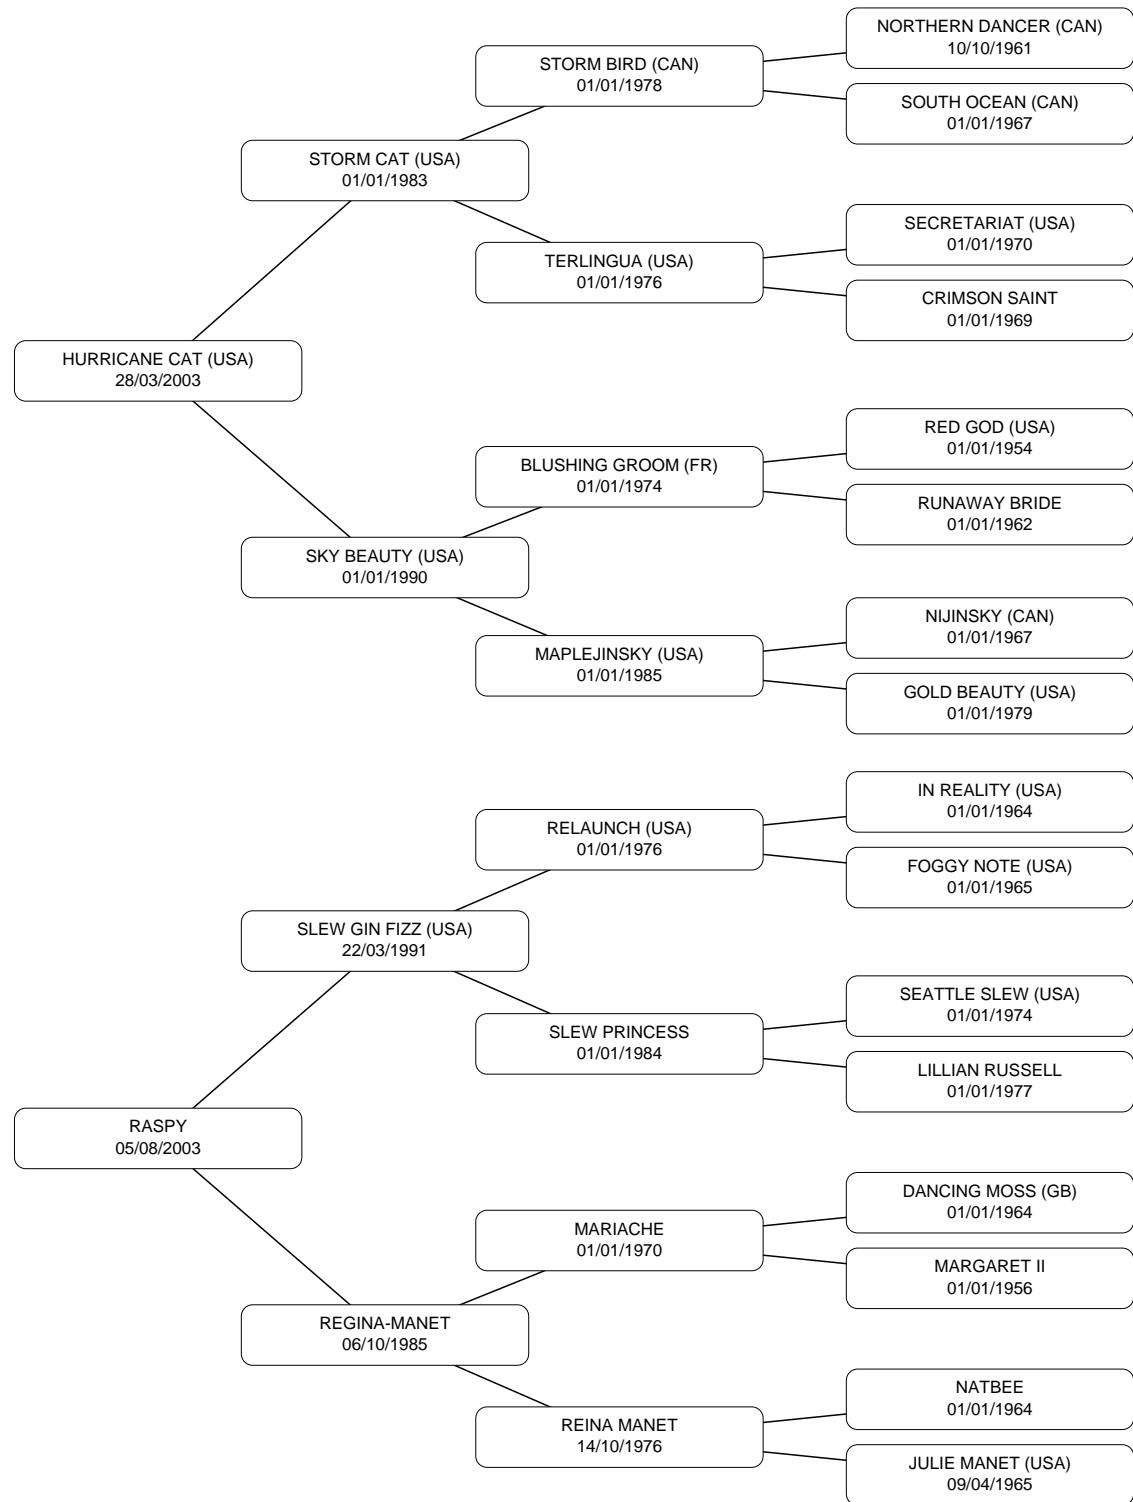 NORTHERN DANCER (CAN)
10/10/1961
STORM BIRD (CAN)
01/01/1978
SOUTH OCEAN (CAN)
01/01/1967
STORM CAT (USA)
01/01/1983
SECRETARIAT (USA)
01/01/1970
TERLINGUA (USA)
01/01/1976
CRIMSON SAINT
01/01/1969
HURRICANE CAT (USA)
28/03/2003
RED GOD (USA)
01/01/1954
BLUSHING GROOM (FR)
01/01/1974
RUNAWAY BRIDE
01/01/1962
SKY BEAUTY (USA)
01/01/1990
NIJINSKY (CAN)
01/01/1967
MAPLEJINSKY (USA)
01/01/1985
GOLD BEAUTY (USA)
01/01/1979
IN REALITY (USA)
01/01/1964
RELAUNCH (USA)
01/01/1976
FOGGY NOTE (USA)
01/01/1965
SLEW GIN FIZZ (USA)
22/03/1991
SEATTLE SLEW (USA)
01/01/1974
SLEW PRINCESS
01/01/1984
LILLIAN RUSSELL
01/01/1977
RASPY
05/08/2003
DANCING MOSS (GB)
01/01/1964
MARIACHE
01/01/1970
MARGARET II
01/01/1956
REGINA-MANET
06/10/1985
NATBEE
01/01/1964
REINA MANET
14/10/1976
JULIE MANET (USA)
09/04/1965